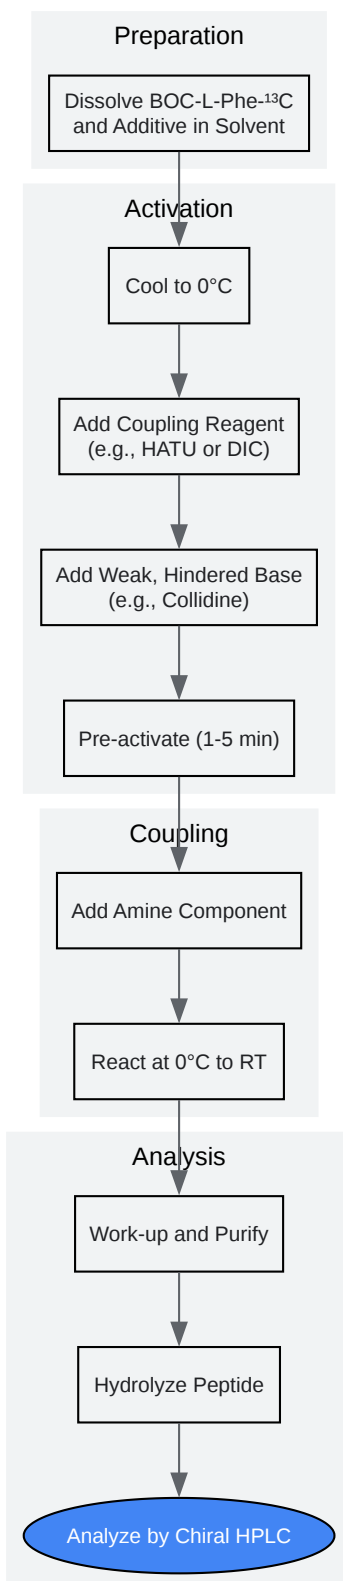 Preparation
Dissolve BOC-L-Phe-¹³C
and Additive in Solvent
Activation
Cool to 0°C
Add Coupling Reagent
(e.g., HATU or DIC)
Add Weak, Hindered Base
(e.g., Collidine)
Pre-activate (1-5 min)
Coupling
Add Amine Component
React at 0°C to RT
Analysis
Work-up and Purify
Hydrolyze Peptide
Analyze by Chiral HPLC